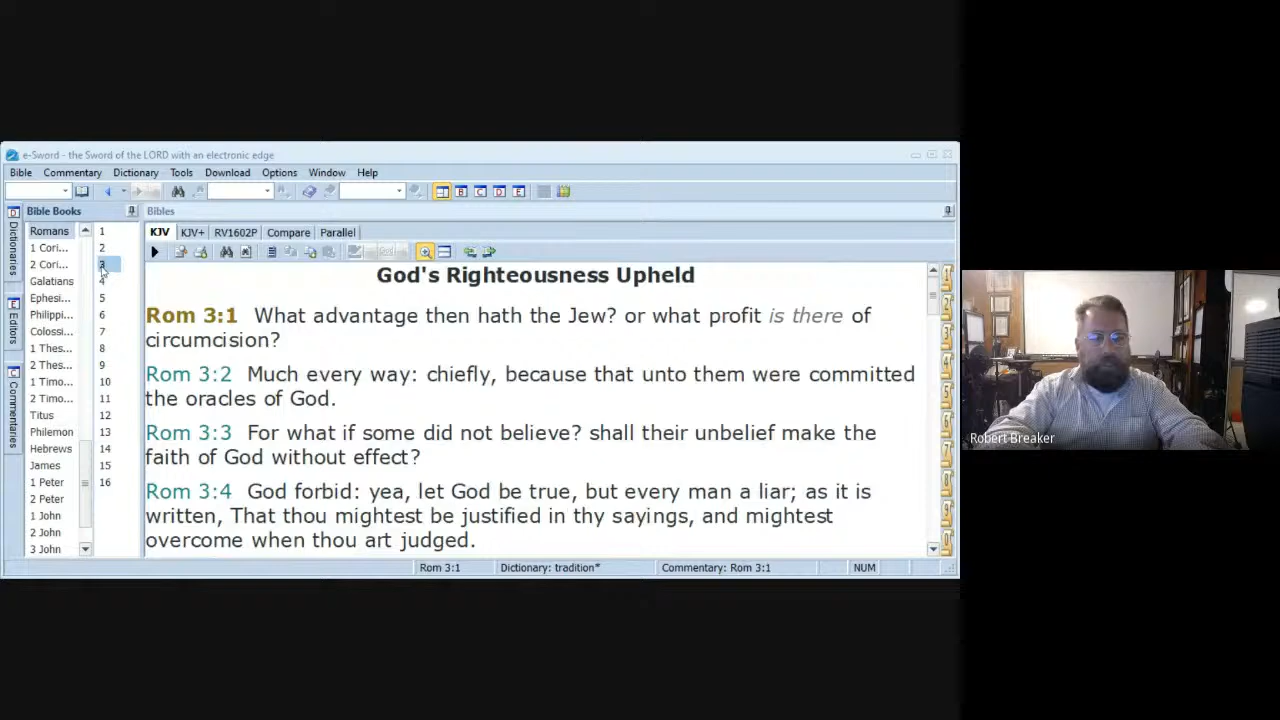 e-Sword - the Sword of the LORD with an electronic edge
Bible Commentary Dictionary Tools Download Options Window Help
B C D E
Bible Books
Bibles
Dictionaries
Editors
Commentaries
Romans 1
1 Cori... 2
2 Cori... 3
Galatians 4
Ephesi... 5
Philippi... 6
Colossi... 7
1 Thes... 8
2 Thes... 9
1 Timo... 10
2 Timo... 11
Titus 12
Philemon 13
Hebrews 14
James 15
1 Peter 16
2 Peter
1 John
2 John
3 John
KJV KJV+ RV1602P Compare Parallel
God's Righteousness Upheld
Rom 3:1 What advantage then hath the Jew? or what profit is there of
circumcision?
Rom 3:2 Much every way: chiefly, because that unto them were committed
the oracles of God.
Rom 3:3 For what if some did not believe? shall their unbelief make the
faith of God without effect?
Rom 3:4 God forbid: yea, let God be true, but every man a liar; as it is
written, That thou mightest be justified in thy sayings, and mightest
overcome when thou art judged.
Rom 3:1 Dictionary: tradition* Commentary: Rom 3:1 NUM
Robert Breaker